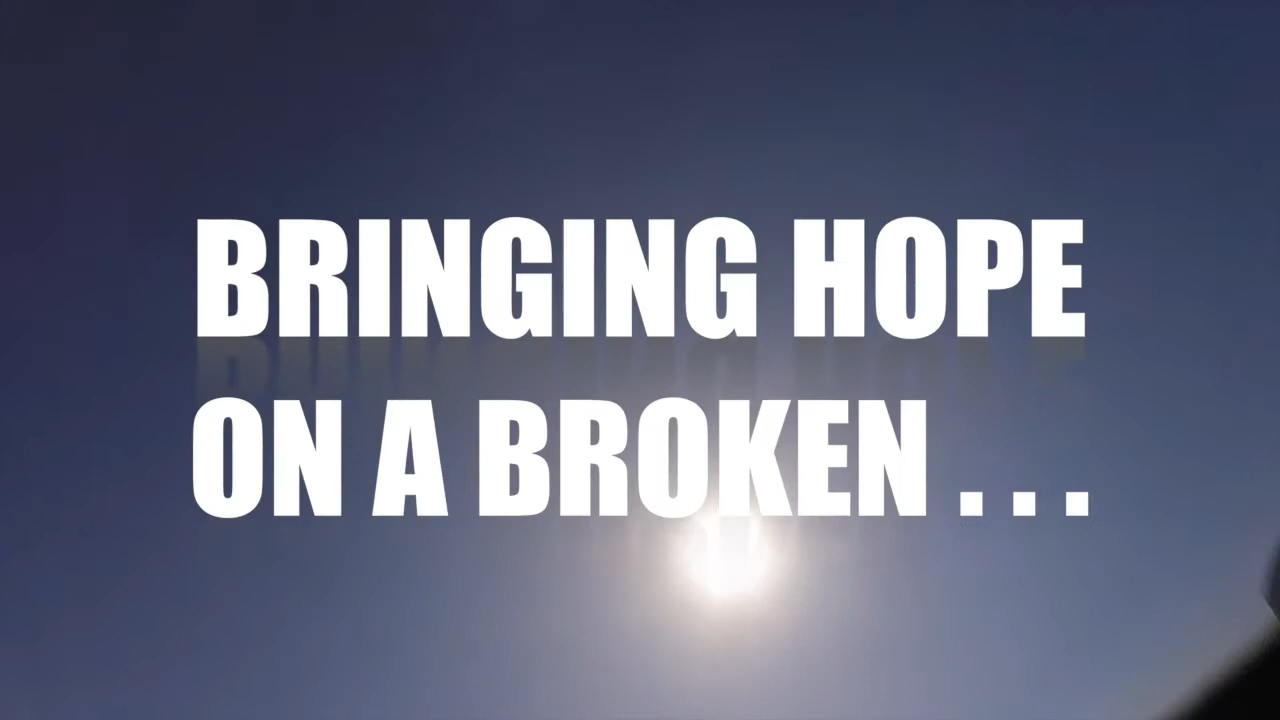 BRINGING HOPE
ON A BROKEN . . .